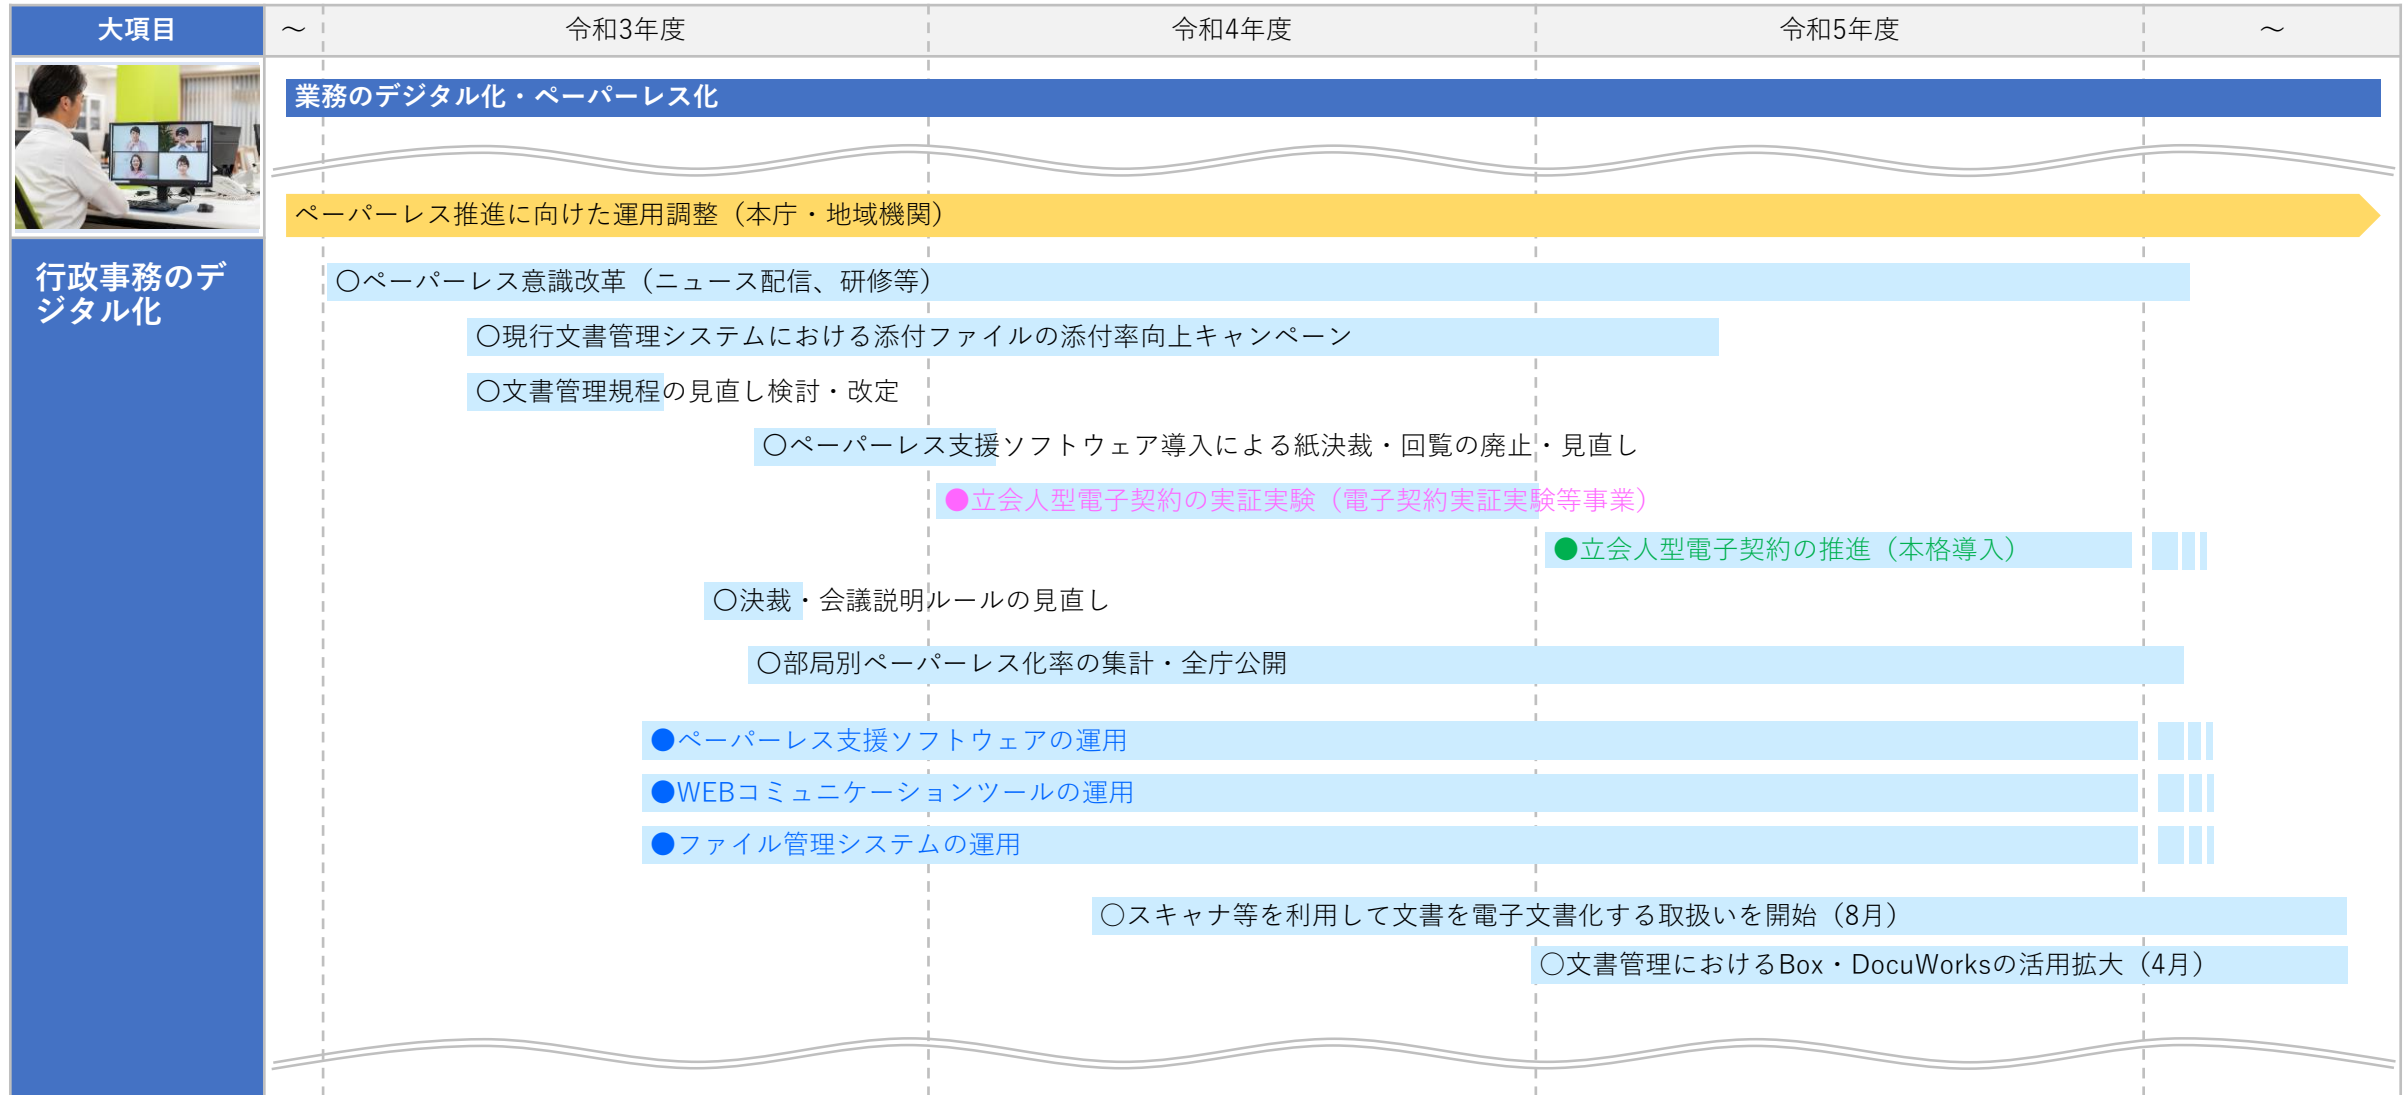 大項目
～
令和3年度
令和4年度
令和5年度
～
業務のデジタル化・ペーパーレス化
ペーパーレス推進に向けた運用調整（本庁・地域機関）
行政事務のデ
ジタル化
〇ペーパーレス意識改革（ニュース配信、研修等）
〇現行文書管理システムにおける添付ファイルの添付率向上キャンペーン
〇文書管理規程の見直し検討・改定
〇ペーパーレス支援ソフトウェア導入による紙決裁・回覧の廃止・見直し
●立会人型電子契約の実証実験（電子契約実証実験等事業）
●立会人型電子契約の推進（本格導入）
〇決裁・会議説明ルールの見直し
〇部局別ペーパーレス化率の集計・全庁公開
●ペーパーレス支援ソフトウェアの運用
●WEBコミュニケーションツールの運用
●ファイル管理システムの運用
〇スキャナ等を利用して文書を電子文書化する取扱いを開始（8月）
〇文書管理におけるBox・DocuWorksの活用拡大（4月）